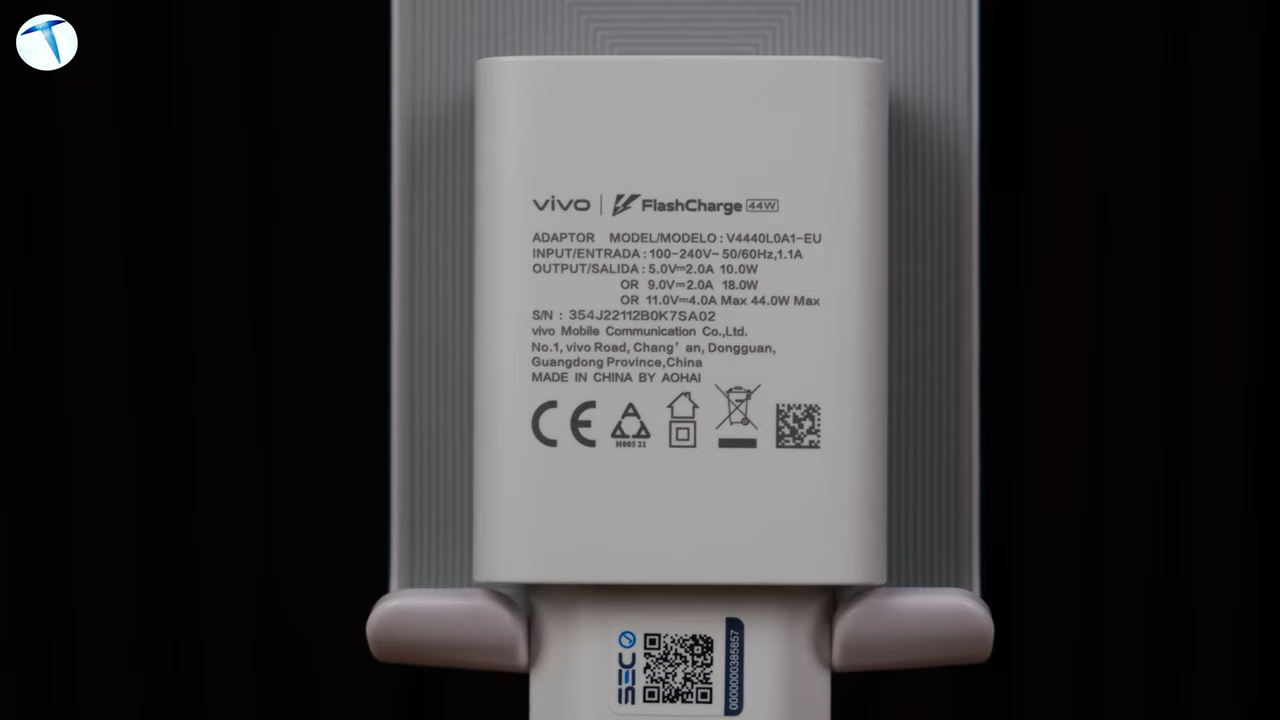 vivo | FlashCharge 44W
ADAPTOR MODEL/MODELO : V4440L0A1-EU
INPUT/ENTRADA : 100-240V~ 50/60Hz,1.1A
OUTPUT/SALIDA : 5.0V⎓2.0A 10.0W
OR 9.0V⎓2.0A 18.0W
OR 11.0V⎓4.0A Max 44.0W Max
S/N : 354J22112B0K7SA02
vivo Mobile Communication Co.,Ltd.
No.1, vivo Road, Chang' an, Dongguan,
Guangdong Province,China
MADE IN CHINA BY AOHAI
CE
H005 21
SEC
0000000385857